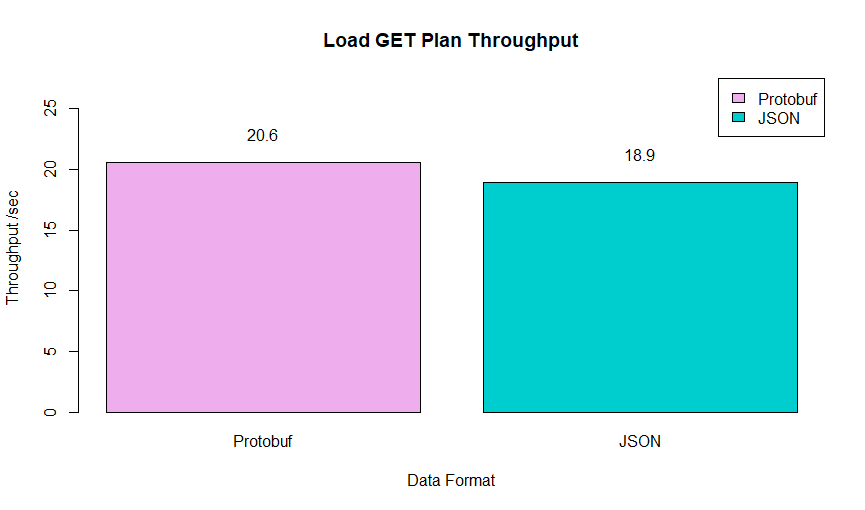 Load GET Plan Throughput
Protobuf
JSON
25
20
15
10
5
0
Throughput /sec
20.6
18.9
Protobuf
JSON
Data Format